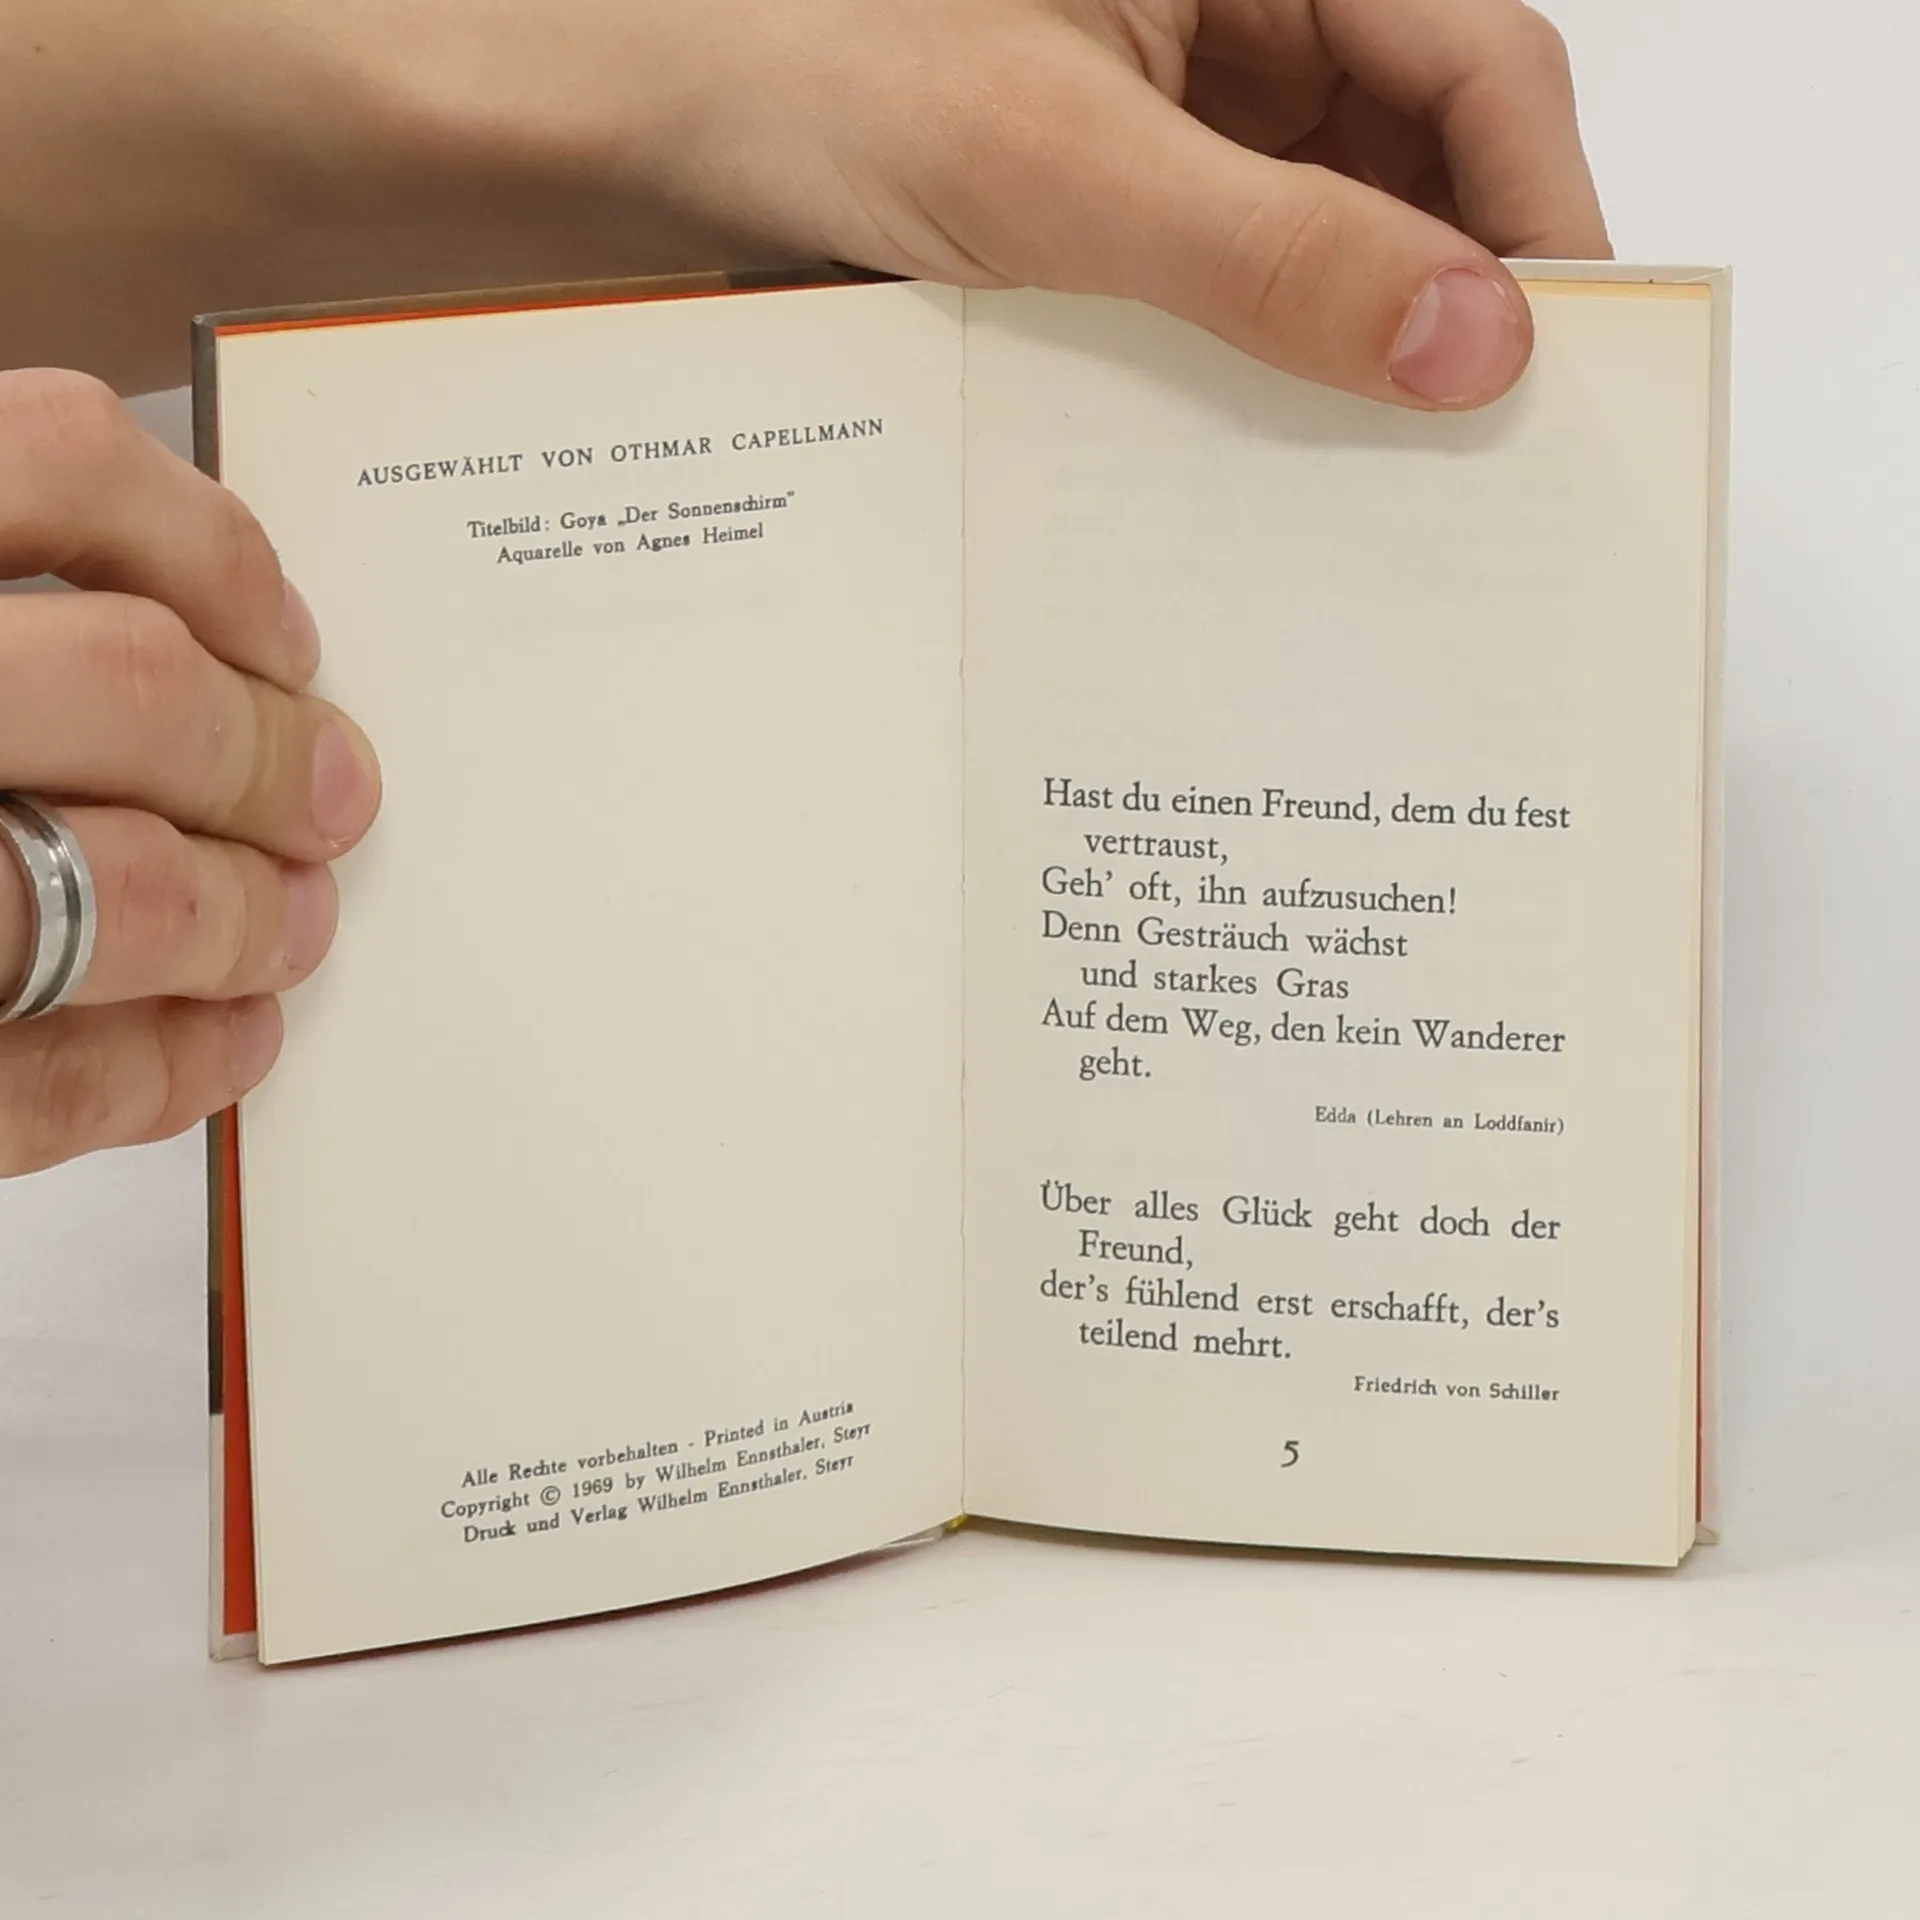 AUSGEWÄHLT VON OTHMAR CAPELLMANN
Titelbild: Goya „Der Sonnenschirm"
Aquarelle von Agnes Heimel
Alle Rechte vorbehalten - Printed in Austria
Copyright © 1969 by Wilhelm Ennsthaler, Steyr
Druck und Verlag Wilhelm Ennsthaler, Steyr
Hast du einen Freund, dem du fest
vertraust,
Geh’ oft, ihn aufzusuchen!
Denn Gesträuch wächst
und starkes Gras
Auf dem Weg, den kein Wanderer
geht.
Edda (Lehren an Loddfanir)
Über alles Glück geht doch der
Freund,
der’s fühlend erst erschafft, der’s
teilend mehrt.
Friedrich von Schiller
5